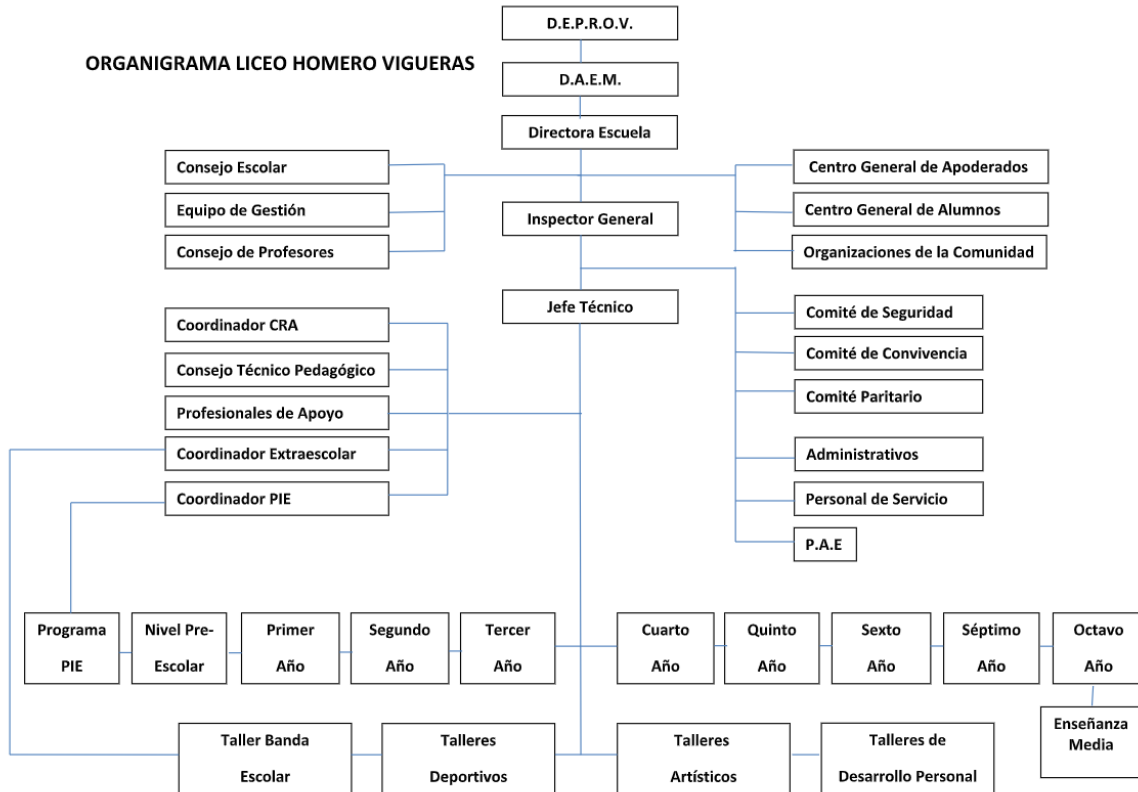 D.E.P.R.O.V.
ORGANIGRAMA LICEO HOMERO VIGUERAS
D.A.E.M.
Directora Escuela
Consejo Escolar
Equipo de Gestión
Consejo de Profesores
Centro General de Apoderados
Centro General de Alumnos
Organizaciones de la Comunidad
Inspector General
Jefe Técnico
Coordinador CRA
Consejo Técnico Pedagógico
Profesionales de Apoyo
Coordinador Extraescolar
Coordinador PIE
Comité de Seguridad
Comité de Convivencia
Comité Paritario
Administrativos
Personal de Servicio
P.A.E
Programa
PIE
Nivel Pre-
Escolar
Primer
Año
Segundo
Año
Tercer
Año
Cuarto
Año
Quinto
Año
Sexto
Año
Séptimo
Año
Octavo
Año
Enseñanza
Media
Taller Banda
Escolar
Talleres
Deportivos
Talleres
Artísticos
Talleres de
Desarrollo Personal